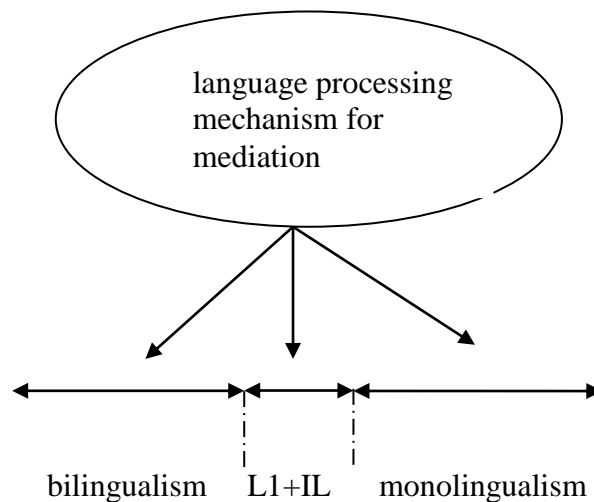 language processing
mechanism for
mediation
bilingualism L1+IL monolingualism